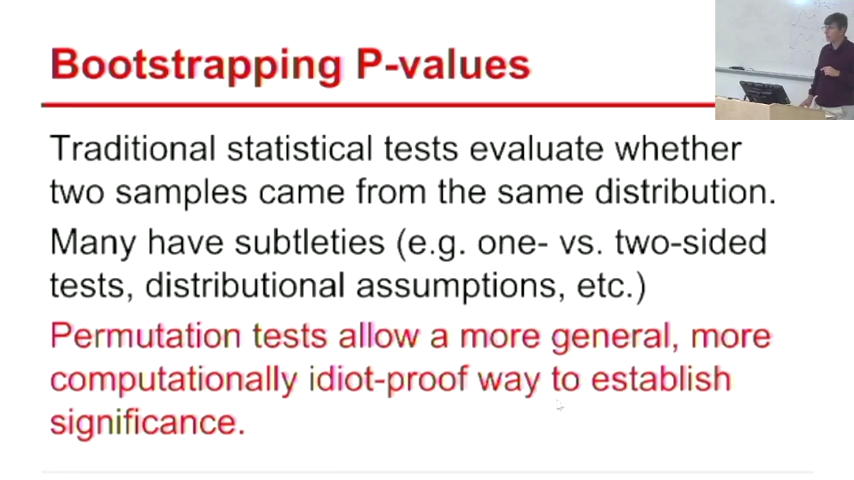 Bootstrapping P-values
Traditional statistical tests evaluate whether
two samples came from the same distribution.
Many have subtleties (e.g. one- vs. two-sided
tests, distributional assumptions, etc.)
Permutation tests allow a more general, more
computationally idiot-proof way to establish
significance.